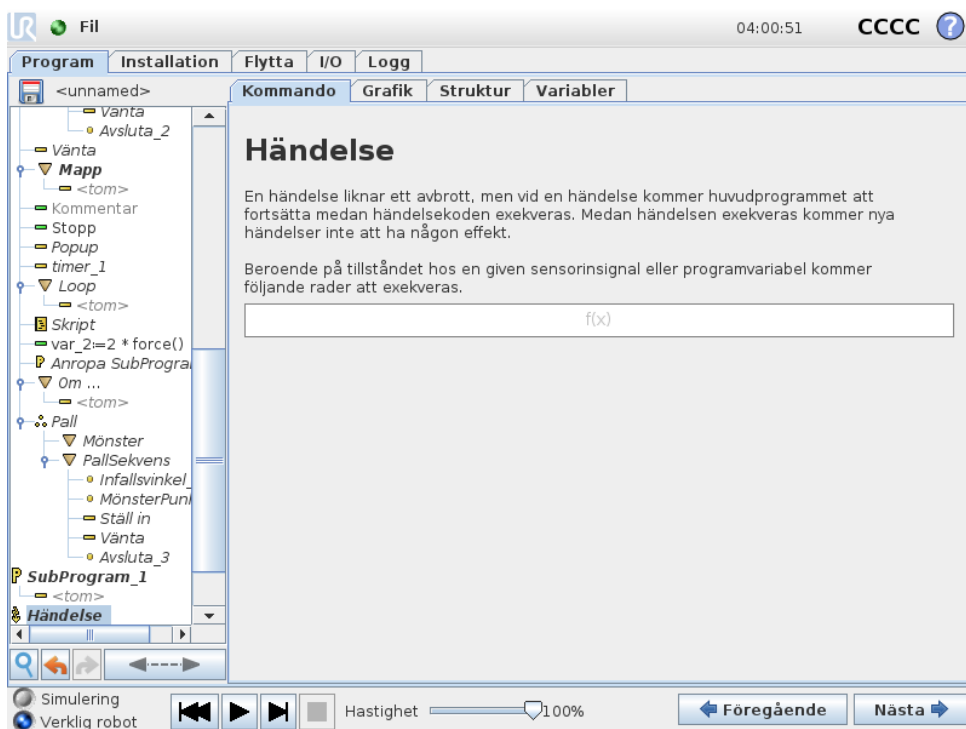 UR Fil 04:00:51 CCCC ?
Program Installation Flytta I/O Logg
<unnamed>
Kommando Grafik Struktur Variabler
Vänta
Avsluta_2
Vänta
Mapp
<tom>
Kommentar
Stopp
Popup
timer_1
Loop
<tom>
Skript
var_2:=2 * force()
P Anropa SubProgra
Om ...
<tom>
Pall
Mönster
PallSekvens
Infallsvinkel_
MönsterPun
Ställ in
Vänta
Avsluta_3
P SubProgram_1
<tom>
Händelse
Händelse
En händelse liknar ett avbrott, men vid en händelse kommer huvudprogrammet att
fortsätta medan händelsekoden exekveras. Medan händelsen exekveras kommer nya
händelser inte att ha någon effekt.
Beroende på tillståndet hos en given sensorinsignal eller programvariabel kommer
följande rader att exekveras.
f(x)
Simulering
Verklig robot
Hastighet 100%
Föregående
Nästa